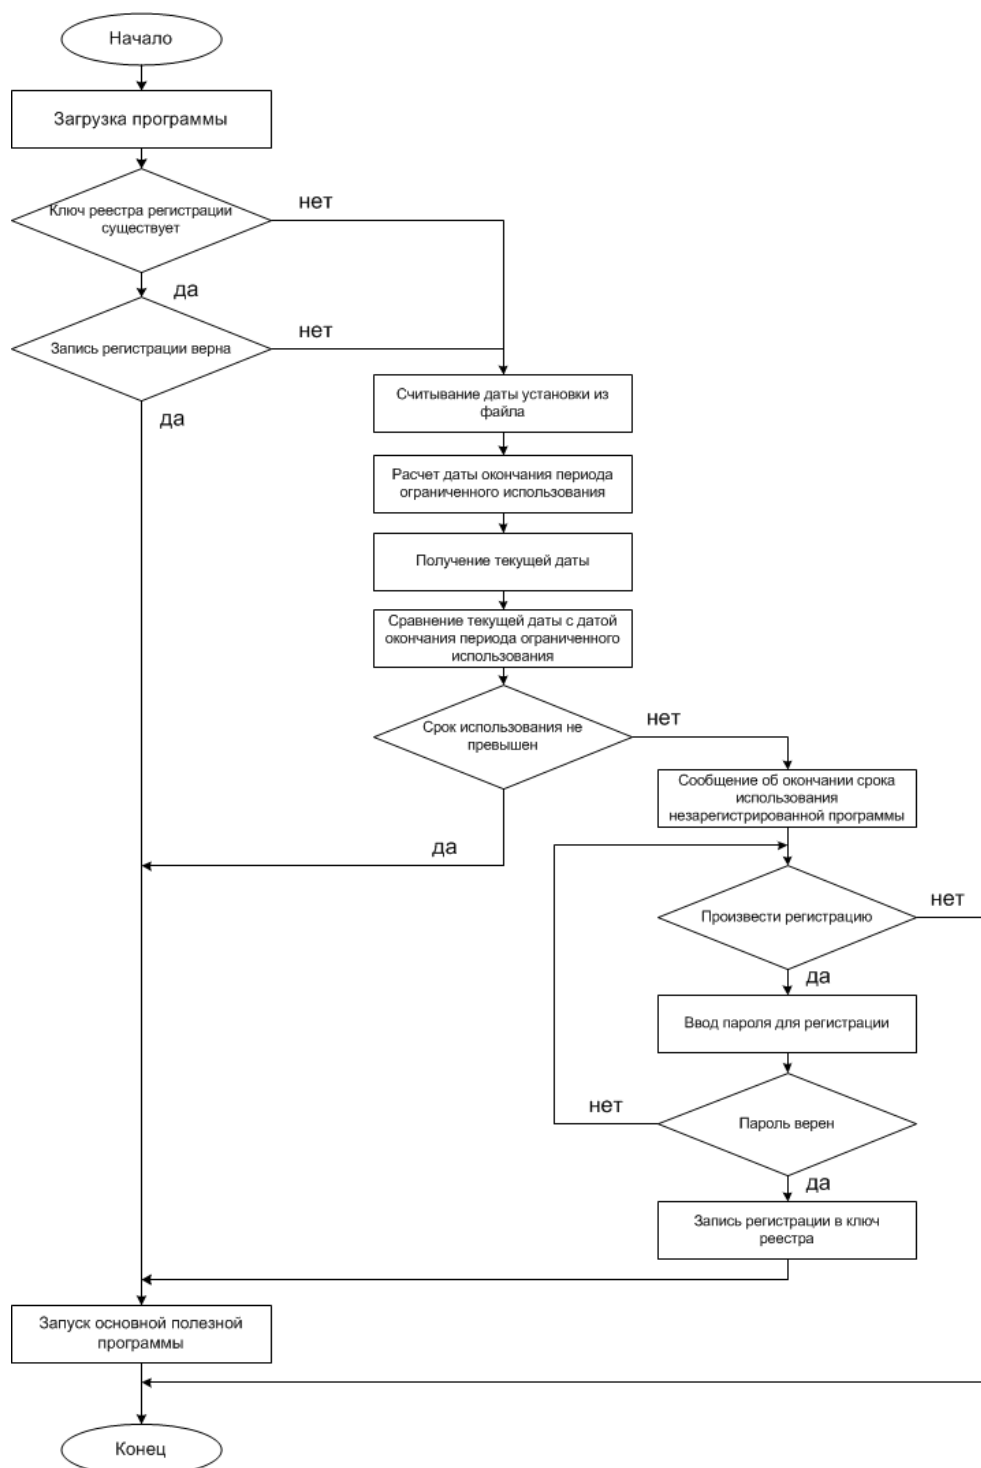 Начало
Загрузка программы
Ключ реестра регистрации
существует
нет
да
Запись регистрации верна
нет
да
Считывание даты установки из
файла
Расчет даты окончания периода
ограниченного использования
Получение текущей даты
Сравнение текущей даты с датой
окончания периода ограниченного
использования
Срок использования не
превышен
нет
да
Сообщение об окончании срока
использования
незарегистрированной программы
Произвести регистрацию
нет
да
Ввод пароля для регистрации
Пароль верен
нет
да
Запись регистрации в ключ
реестра
Запуск основной полезной
программы
Конец